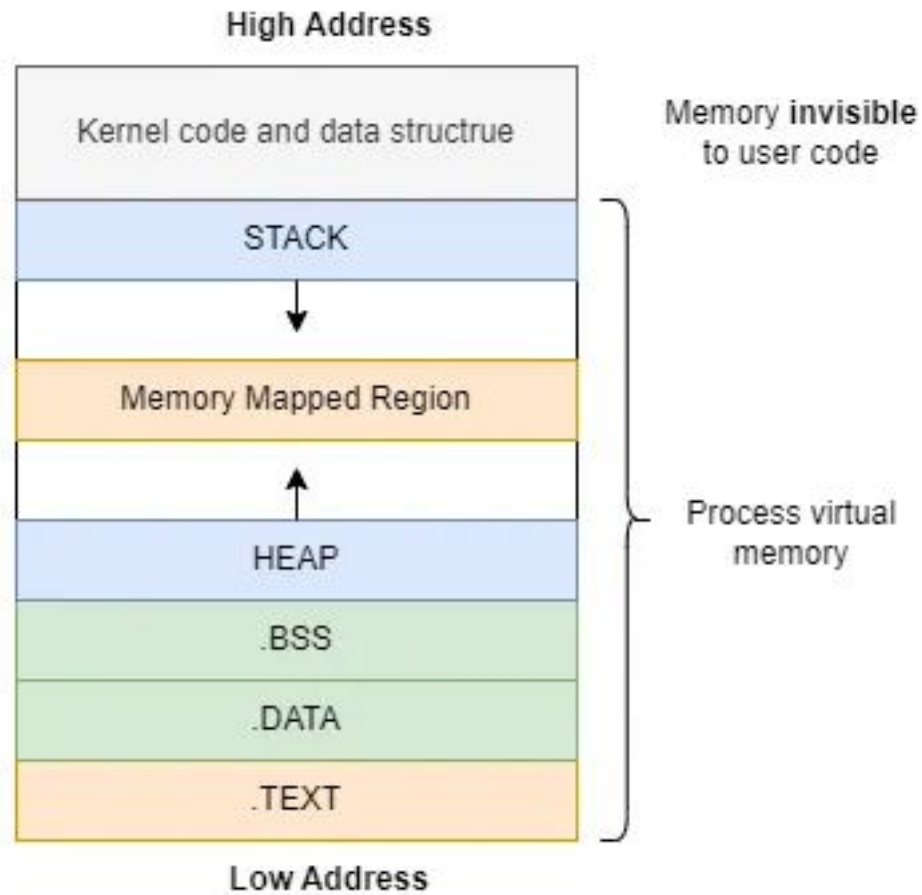 High Address
Kernel code and data structrue
Memory invisible
to user code
STACK
Memory Mapped Region
HEAP
Process virtual
memory
.BSS
.DATA
.TEXT
Low Address